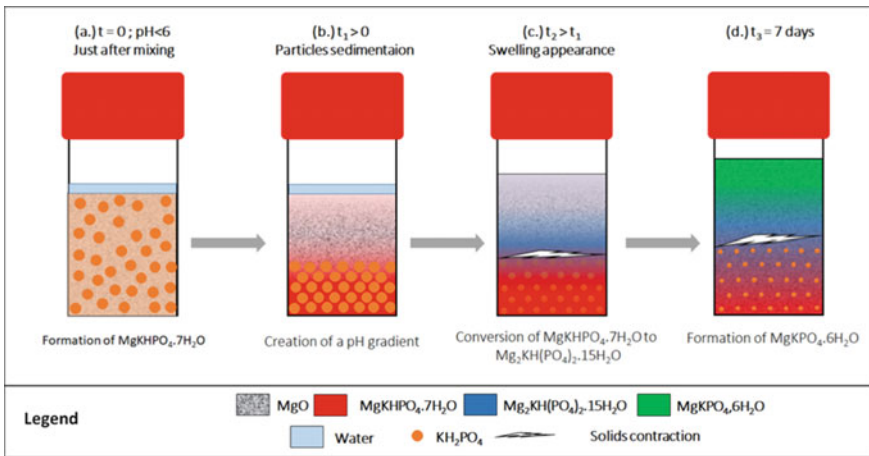 (a.) t = 0 ; pH<6
Just after mixing
(b.) t₁ > 0
Particles sedimentaion
(c.) t₂ > t₁
Swelling appearance
(d.) t₃ = 7 days
Formation of MgKHPO₄.7H₂O
Creation of a pH gradient
Conversion of MgKHPO₄.7H₂O to
Mg₂KH(PO₄)₂.15H₂O
Formation of MgKPO₄.6H₂O
Legend
MgO
MgKHPO₄.7H₂O
Mg₂KH(PO₄)₂.15H₂O
MgKPO₄,6H₂O
Water
KH₂PO₄
Solids contraction